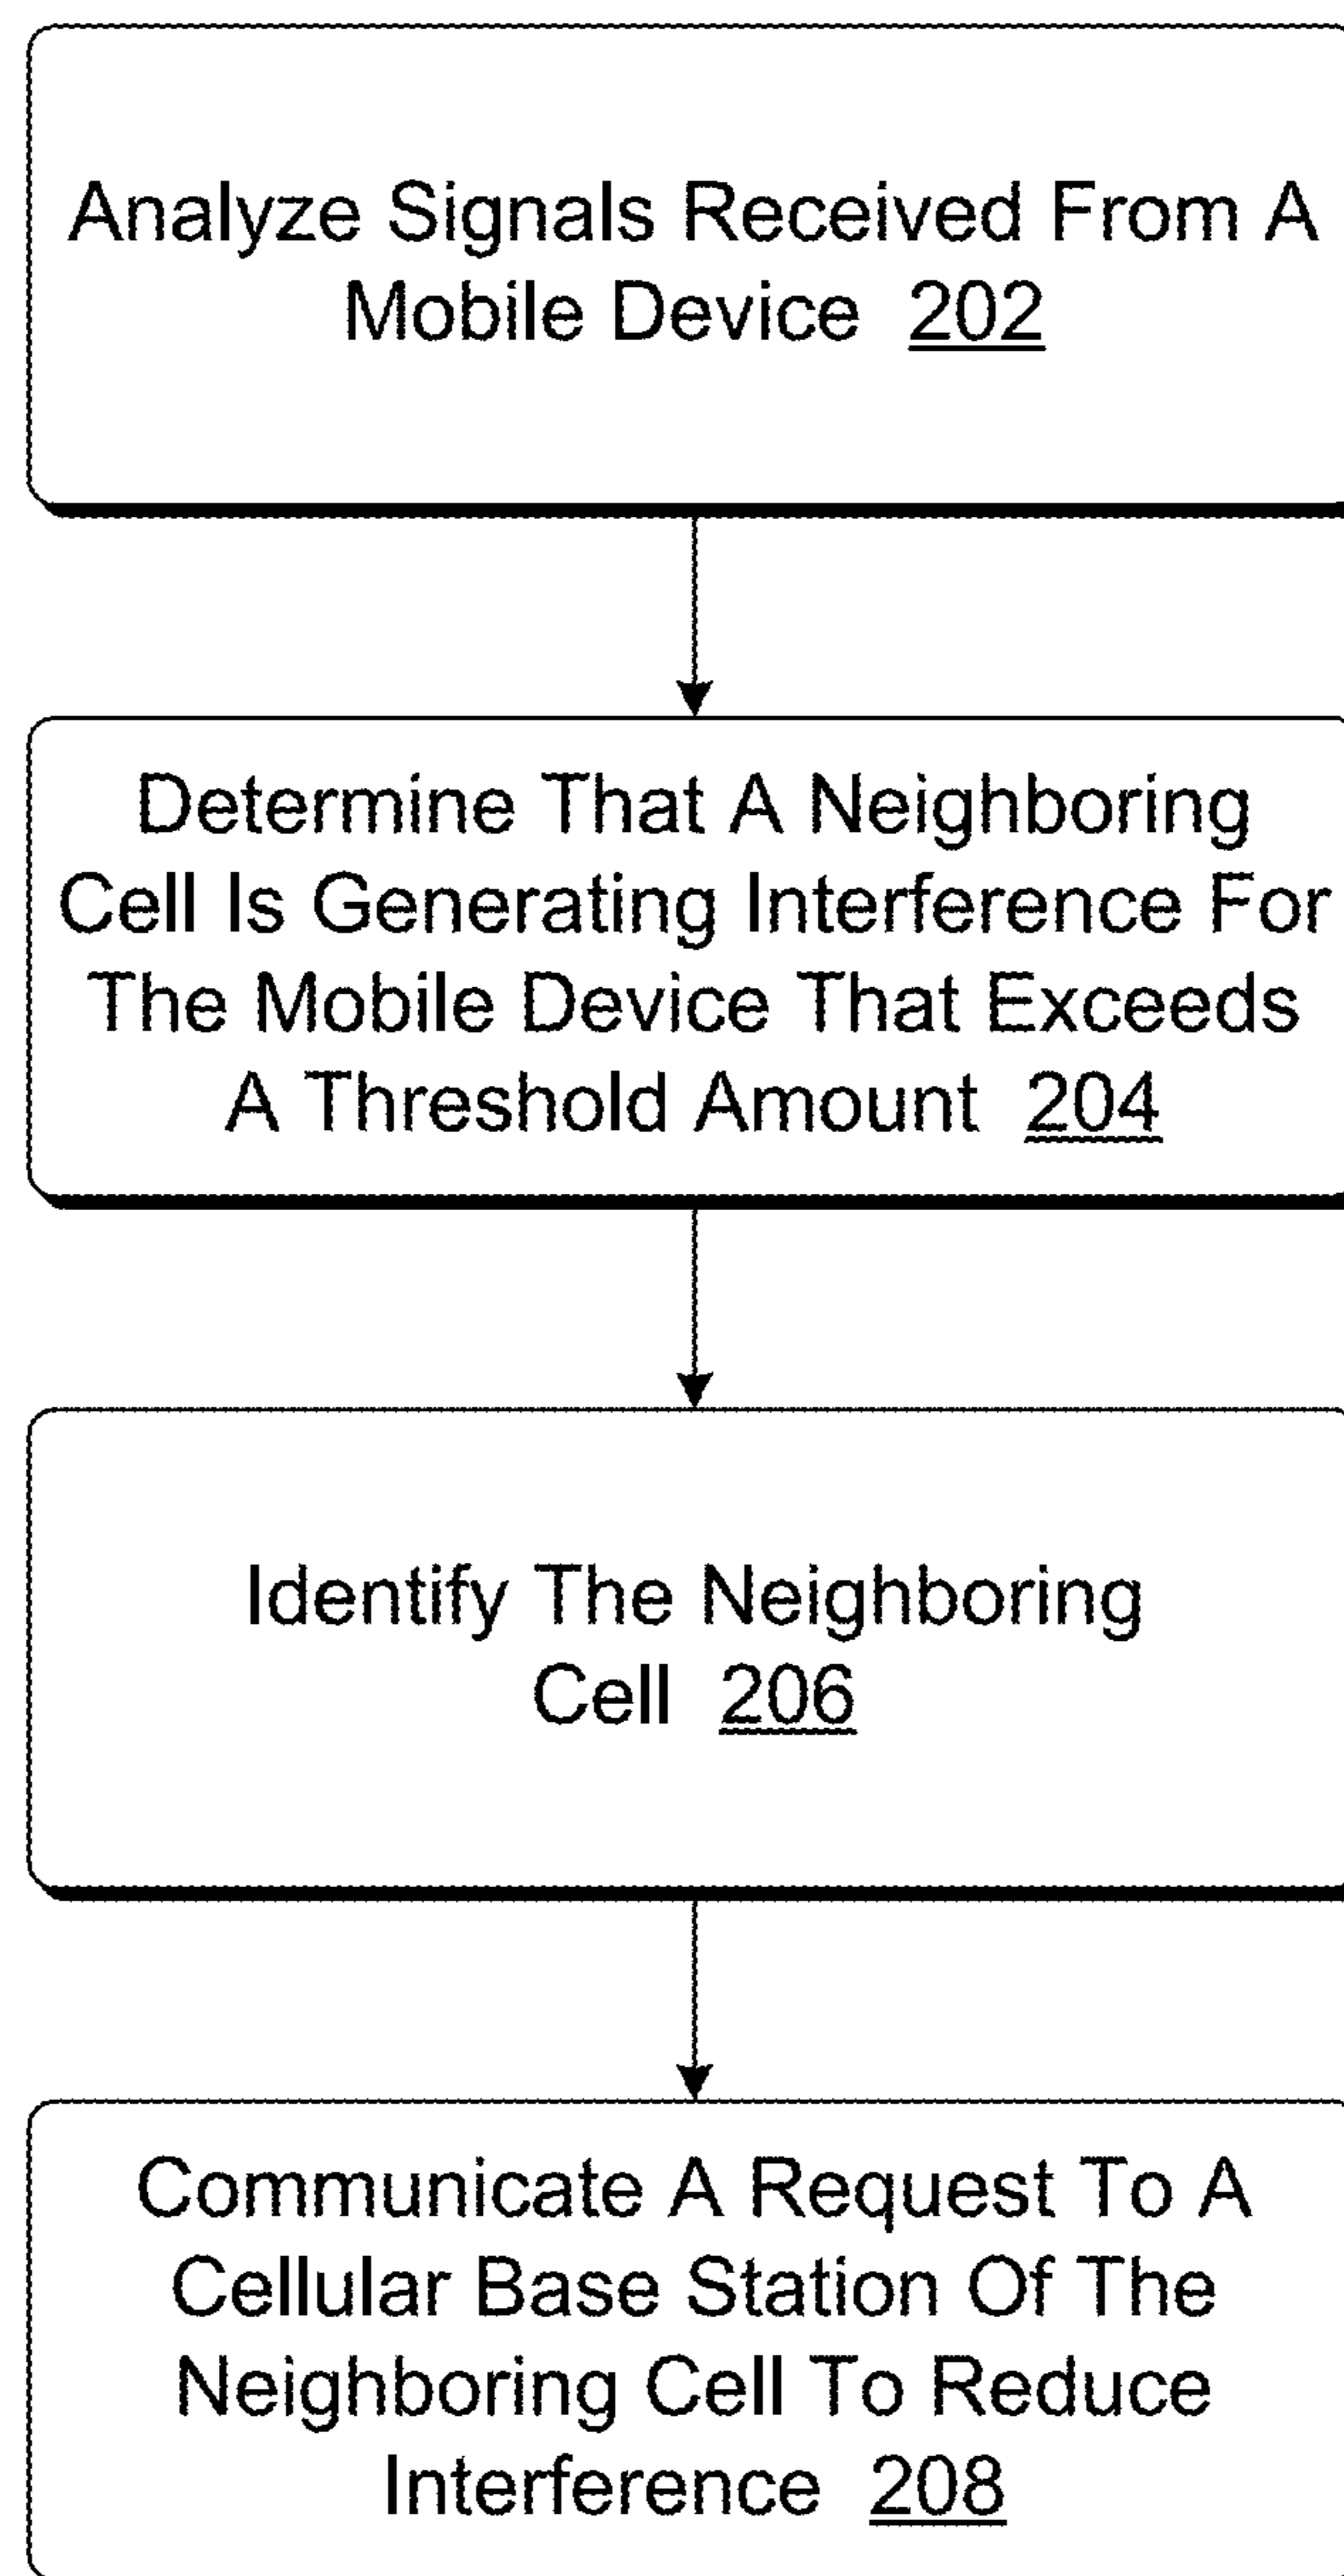 Analyze Signals Received From A
Mobile Device 202
Determine That A Neighboring
Cell Is Generating Interference For
The Mobile Device That Exceeds
A Threshold Amount 204
Identify The Neighboring
Cell 206
Communicate A Request To A
Cellular Base Station Of The
Neighboring Cell To Reduce
Interference 208